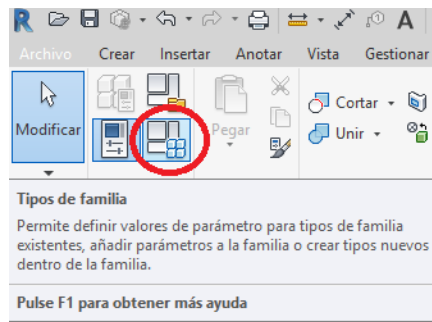 R A
Archivo Crear Insertar Anotar Vista Gestionar
Modificar
Pegar
Cortar
Unir
Tipos de familia
Permite definir valores de parámetro para tipos de familia
existentes, añadir parámetros a la familia o crear tipos nuevos
dentro de la familia.
Pulse F1 para obtener más ayuda